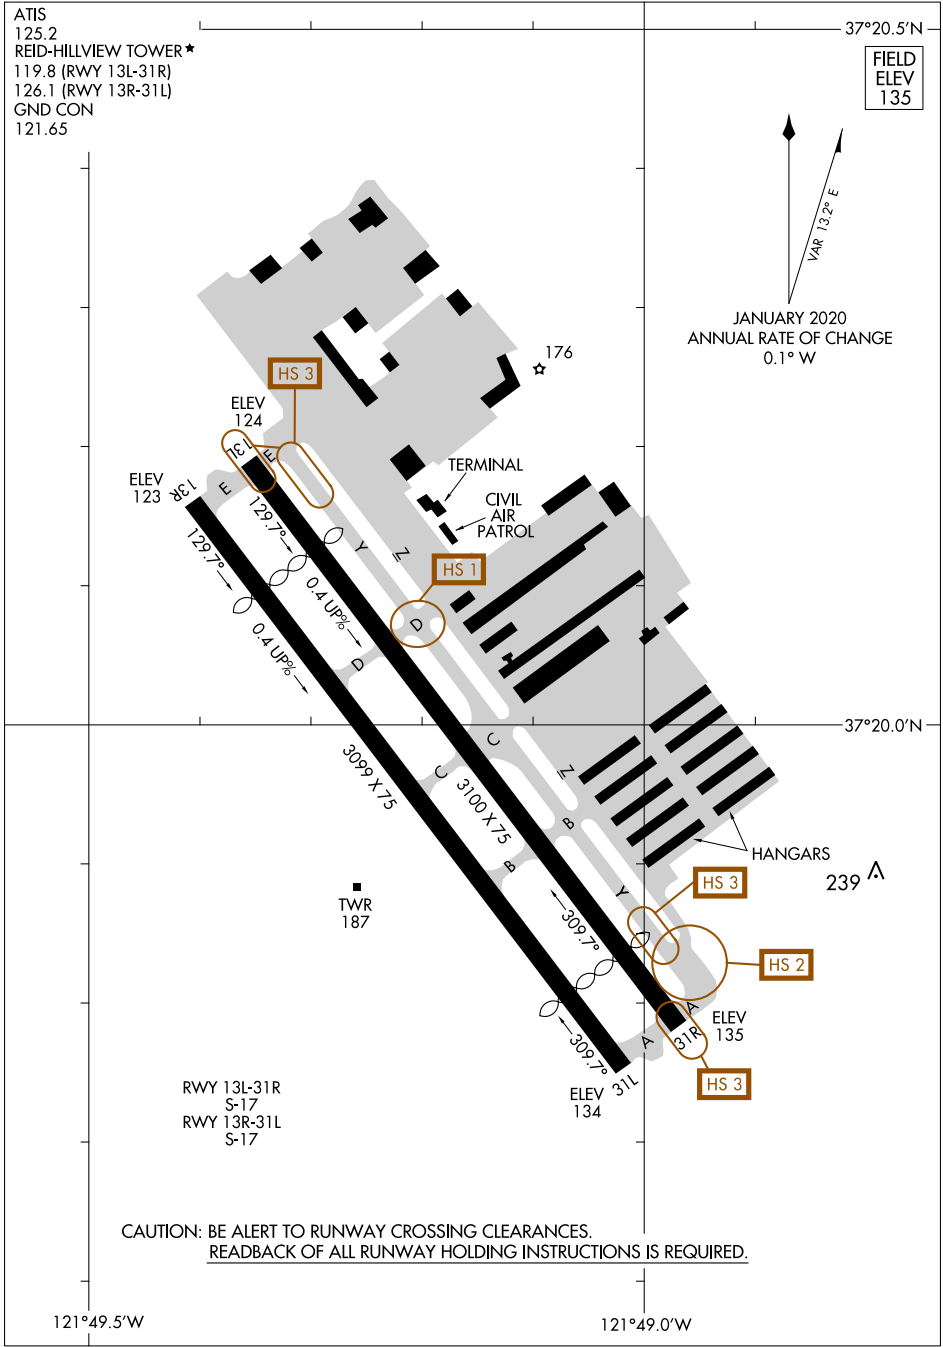 ATIS
125.2
REID-HILLVIEW TOWER★
119.8 (RWY 13L-31R)
126.1 (RWY 13R-31L)
GND CON
121.65
37°20.5'N
FIELD
ELEV
135
VAR 13.2° E
JANUARY 2020
ANNUAL RATE OF CHANGE
0.1° W
176
HS 3
ELEV
124
13L
E
ELEV
123
13R
E
TERMINAL
CIVIL
AIR
PATROL
129.7°
129.7°
Y
Z
HS 1
0.4 UP%
0.4 UP%
D
D
37°20.0'N
C
C
Z
3099 X 75
3100 X 75
B
B
HANGARS
239
TWR
187
HS 3
Y
309.7°
HS 2
A
A
ELEV
135
31R
309.7°
31L
ELEV
134
HS 3
RWY 13L-31R
S-17
RWY 13R-31L
S-17
CAUTION: BE ALERT TO RUNWAY CROSSING CLEARANCES.
READBACK OF ALL RUNWAY HOLDING INSTRUCTIONS IS REQUIRED.
121°49.5'W
121°49.0'W